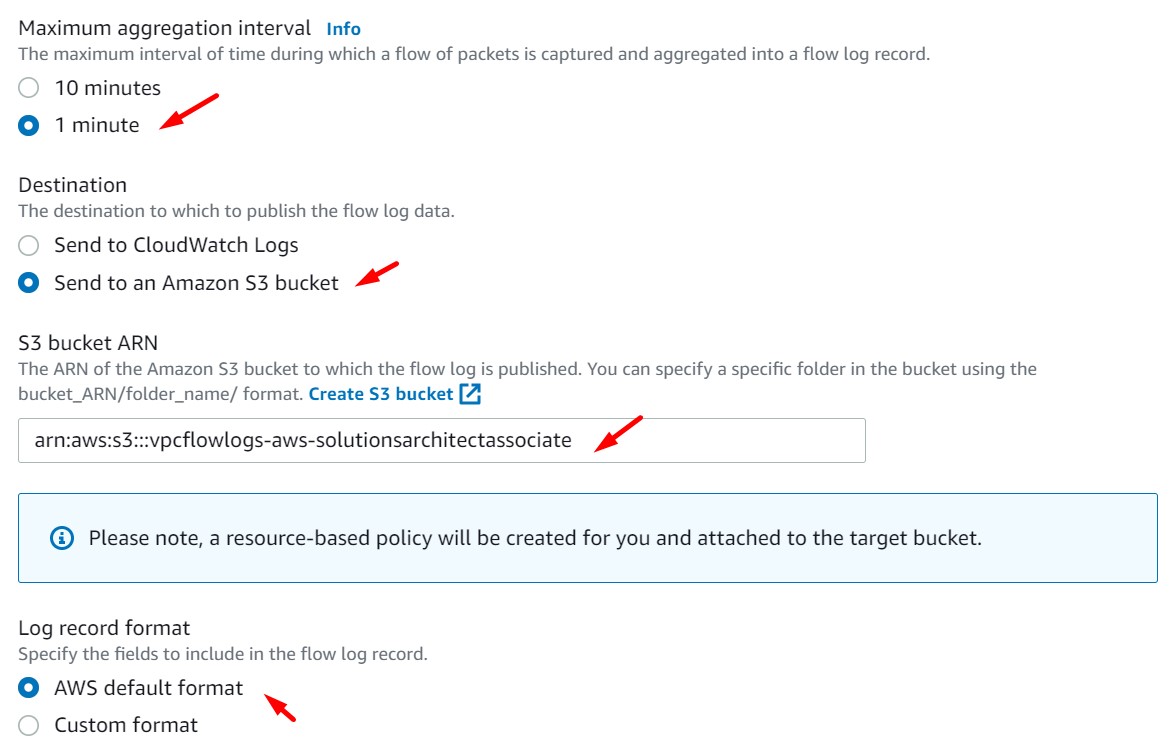 Maximum aggregation interval Info
The maximum interval of time during which a flow of packets is captured and aggregated into a flow log record.
10 minutes
1 minute
Destination
The destination to which to publish the flow log data.
Send to CloudWatch Logs
Send to an Amazon S3 bucket
S3 bucket ARN
The ARN of the Amazon S3 bucket to which the flow log is published. You can specify a specific folder in the bucket using the
bucket_ARN/folder_name/ format. Create S3 bucket
arn:aws:s3:::vpcflowlogs-aws-solutionsarchitectassociate
Please note, a resource-based policy will be created for you and attached to the target bucket.
Log record format
Specify the fields to include in the flow log record.
AWS default format
Custom format